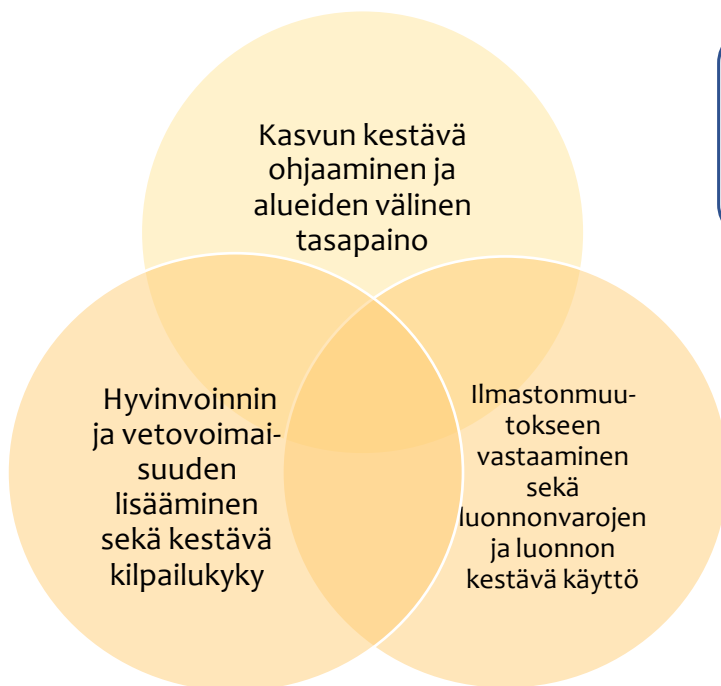 Kasvun kestävä
ohjaaminen ja
alueiden välinen
tasapaino
Hyvinvoinnin
ja vetovoimai-
suuden
lisääminen
sekä kestävä
kilpailukyky
Ilmastonmuu-
tokseen
vastaaminen
sekä
luonnonvarojen
ja luonnon
kestävä käyttö